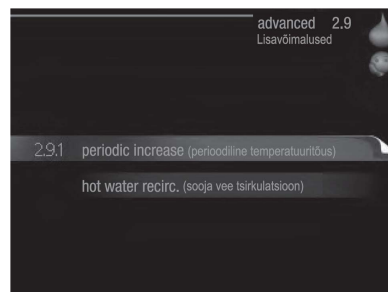 advanced 2.9
Lisavõimalused
2.9.1 periodic increase (perioodiline temperatuuritõus)
hot water recirc. (sooja vee tsirkulatsioon)